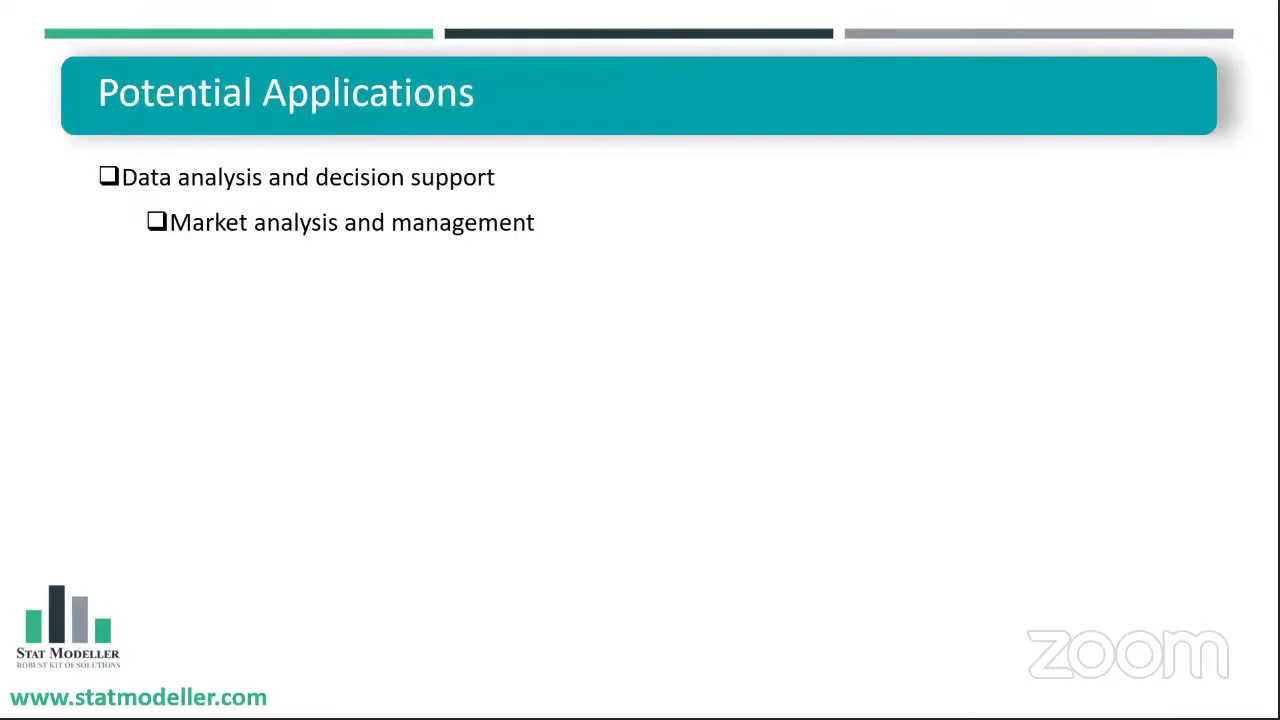 Potential Applications
❑Data analysis and decision support
❑Market analysis and management
STAT MODELLER
ROBUST KIT OF SOLUTIONS
www.statmodeller.com
zoom